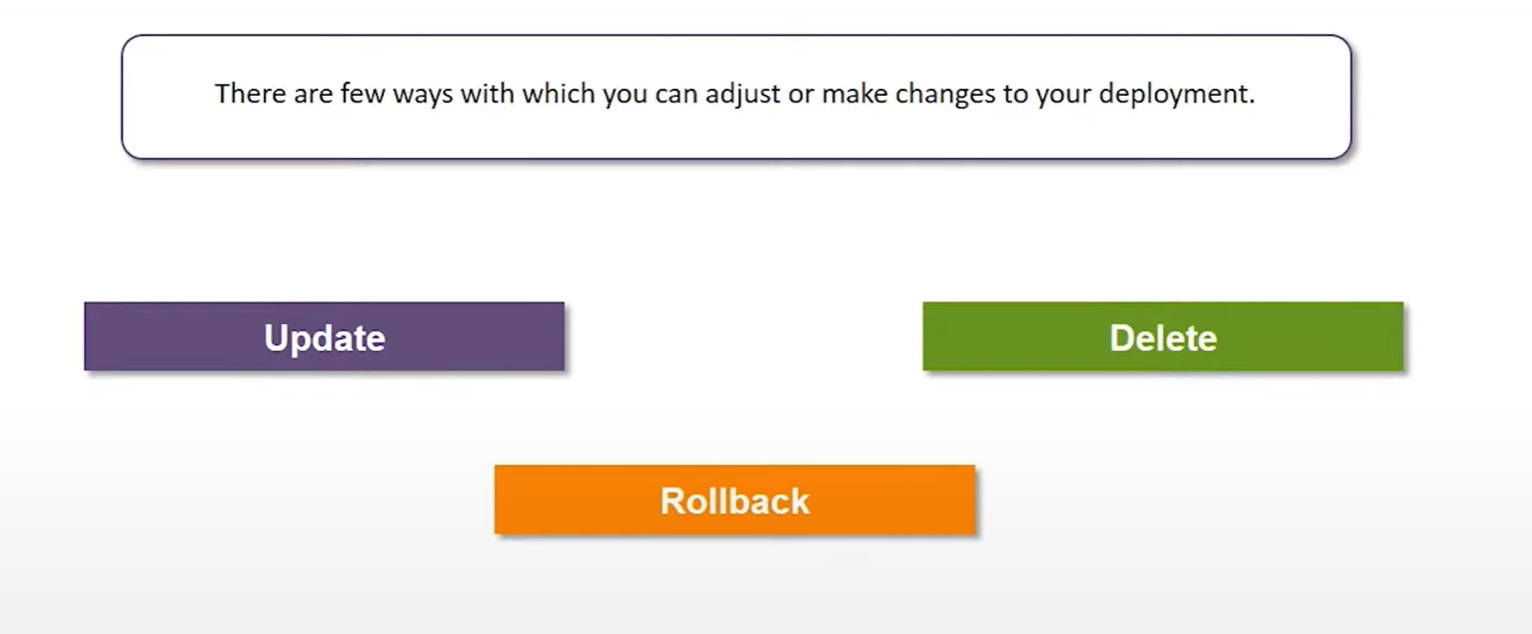 There are few ways with which you can adjust or make changes to your deployment.
Update
Delete
Rollback